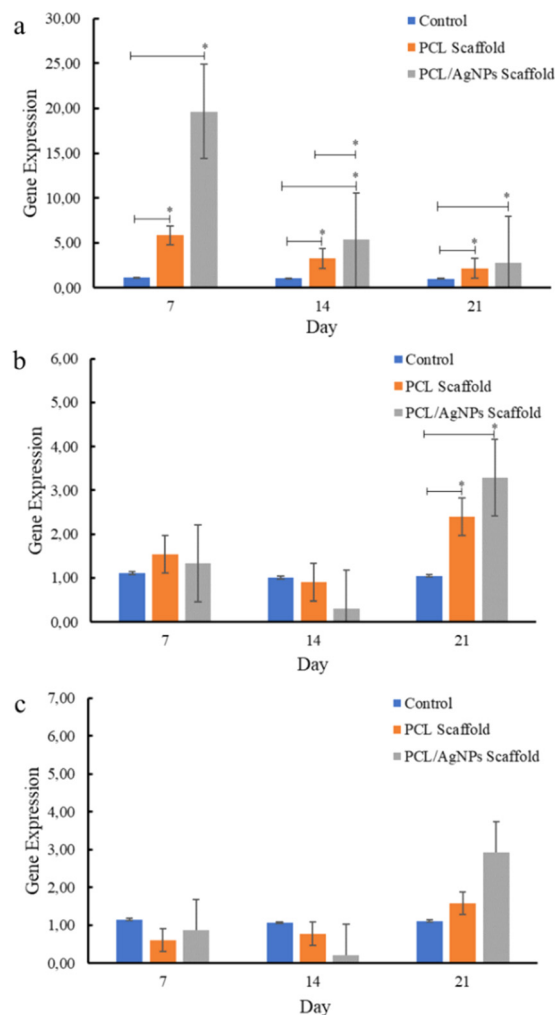 a
30,00
25,00
20,00
15,00
10,00
5,00
0,00
Gene Expression
Control
PCL Scaffold
PCL/AgNPs Scaffold
*
*
*
*
*
*
*
7
14
21
Day
b
6,00
5,00
4,00
3,00
2,00
1,00
0,00
Gene Expression
Control
PCL Scaffold
PCL/AgNPs Scaffold
*
*
7
14
21
Day
c
7,00
6,00
5,00
4,00
3,00
2,00
1,00
0,00
Gene Expression
Control
PCL Scaffold
PCL/AgNPs Scaffold
7
14
21
Day